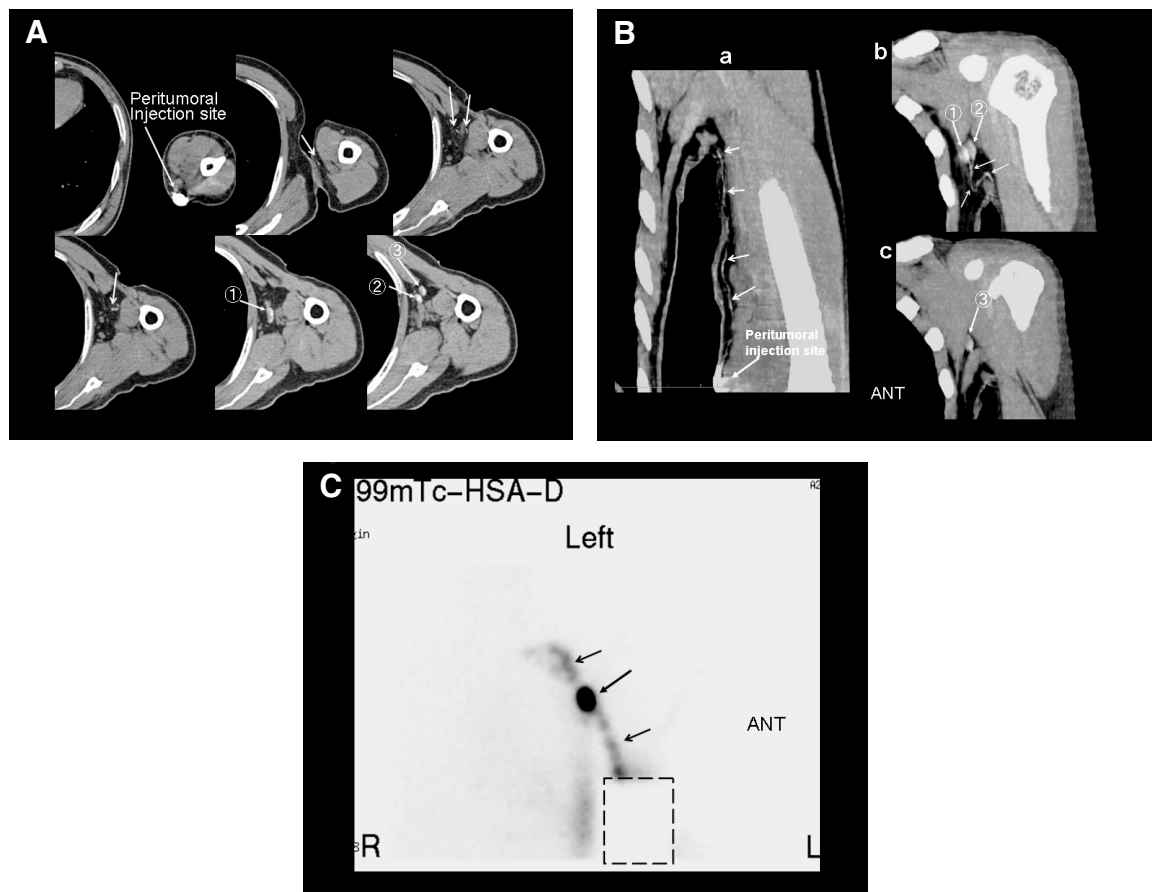 A
Peritumoral
Injection site
③
②
①
B
a
Peritumoral
injection site
b
①
②
c
③
ANT
C
99mTc-HSA-D
Left
ANT
R
L